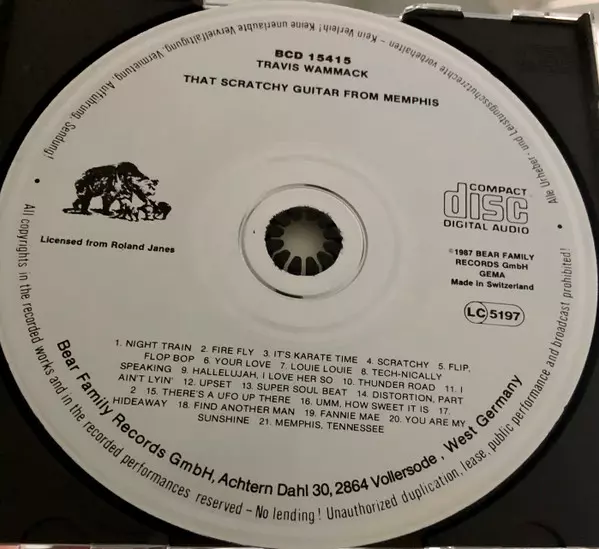 BCD 15415
TRAVIS WAMMACK
THAT SCRATCHY GUITAR FROM MEMPHIS
Licensed from Roland Janes
COMPACT
disc
DIGITAL AUDIO
℗1987 BEAR FAMILY
RECORDS GmbH
GEMA
Made in Switzerland
LC 5197
1. NIGHT TRAIN 2. FIRE FLY 3. IT'S KARATE TIME 4. SCRATCHY 5. FLIP,
FLOP BOP 6. YOUR LOVE 7. LOUIE LOUIE 8. TECH-NICALLY
SPEAKING 9. HALLELUJAH, I LOVE HER SO 10. THUNDER ROAD 11. I
AIN'T LYIN' 12. UPSET 13. SUPER SOUL BEAT 14. DISTORTION, PART
2 15. THERE'S A UFO UP THERE 16. UMM, HOW SWEET IT IS 17.
HIDEAWAY 18. FIND ANOTHER MAN 19. FANNIE MAE 20. YOU ARE MY
SUNSHINE 21. MEMPHIS, TENNESSEE
Bear Family Records GmbH, Achtern Dahl 30, 2864 Vollersode, West Germany
All copyrights in the recorded works and in the recorded performances reserved – No lending! Unauthorized duplication, lease, public performance and broadcast prohibited!
Alle Urheber- und Leistungsschutzrechte vorbehalten – Kein Verleih! Keine unerlaubte Vervielfältigung, Vermietung, Aufführung, Sendung!